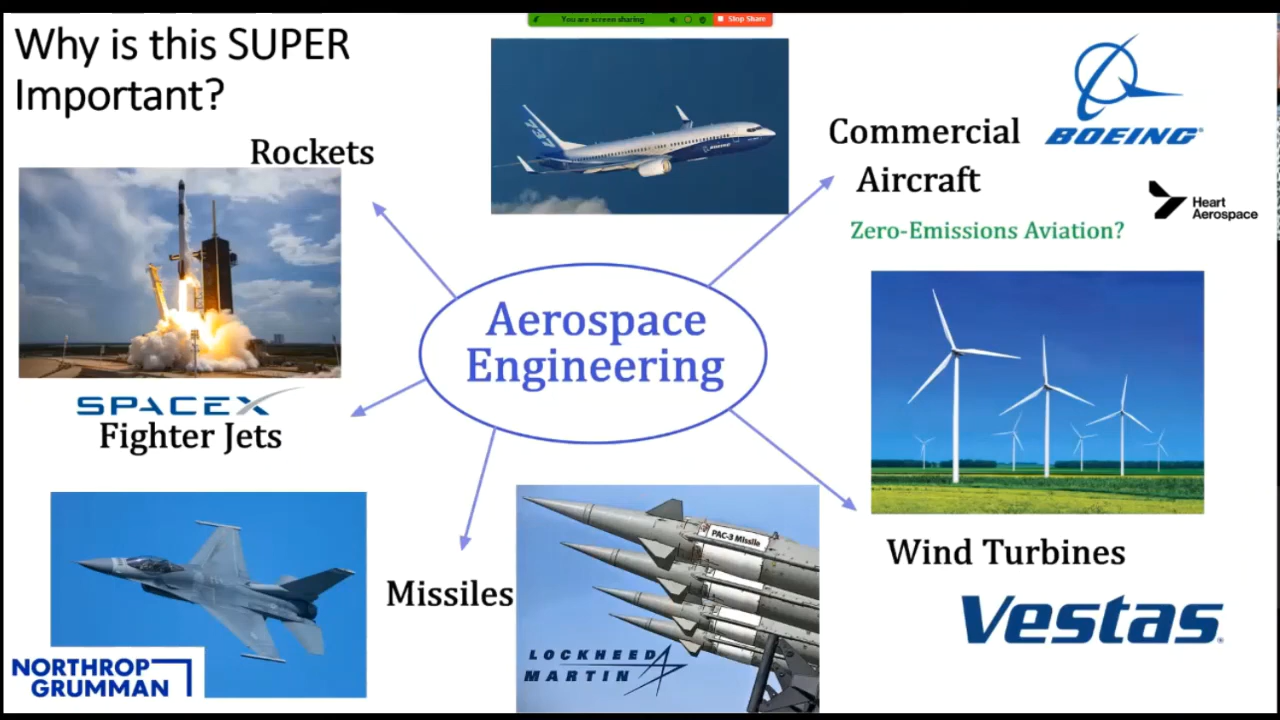 You are screen sharing
Stop Share
Why is this SUPER
Important?
Rockets
SPACEX
Fighter Jets
NORTHROP
GRUMMAN
737
BOEING
Aerospace
Engineering
Missiles
PAC-3 Missile
LOCKHEED
MARTIN
Commercial
Aircraft
BOEING
Heart
Aerospace
Zero-Emissions Aviation?
Wind Turbines
Vestas